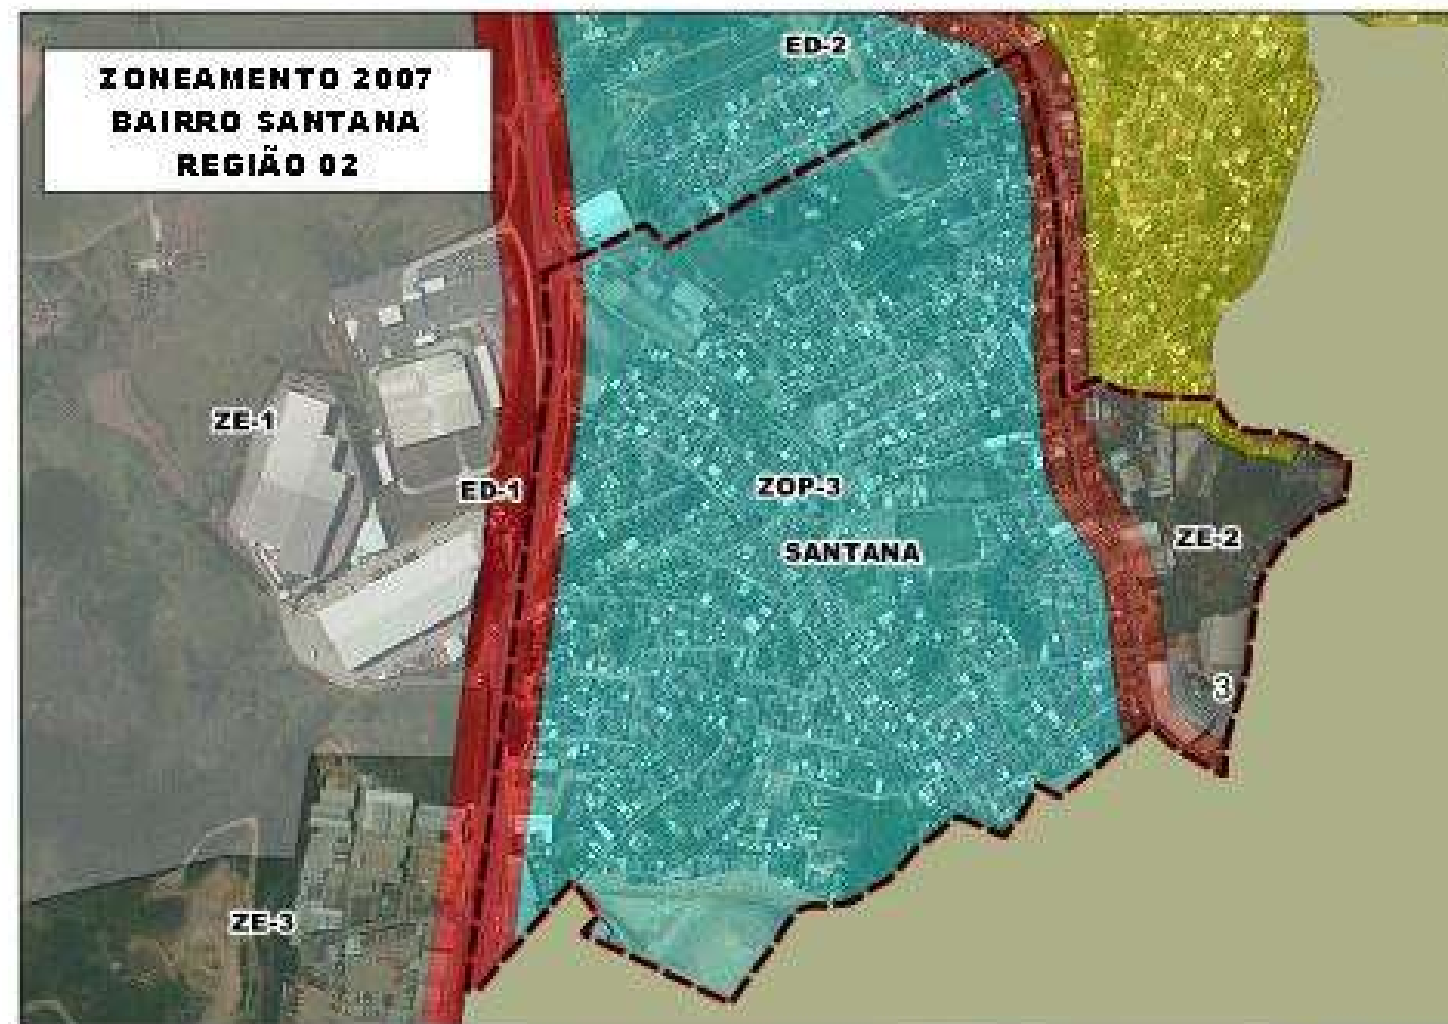 ZONEAMENTO 2007
BAIRRO SANTANA
REGIÃO 02
ED-2
ZE-1
ED-1
ZOP-3
SANTANA
ZE-2
3
ZE-3